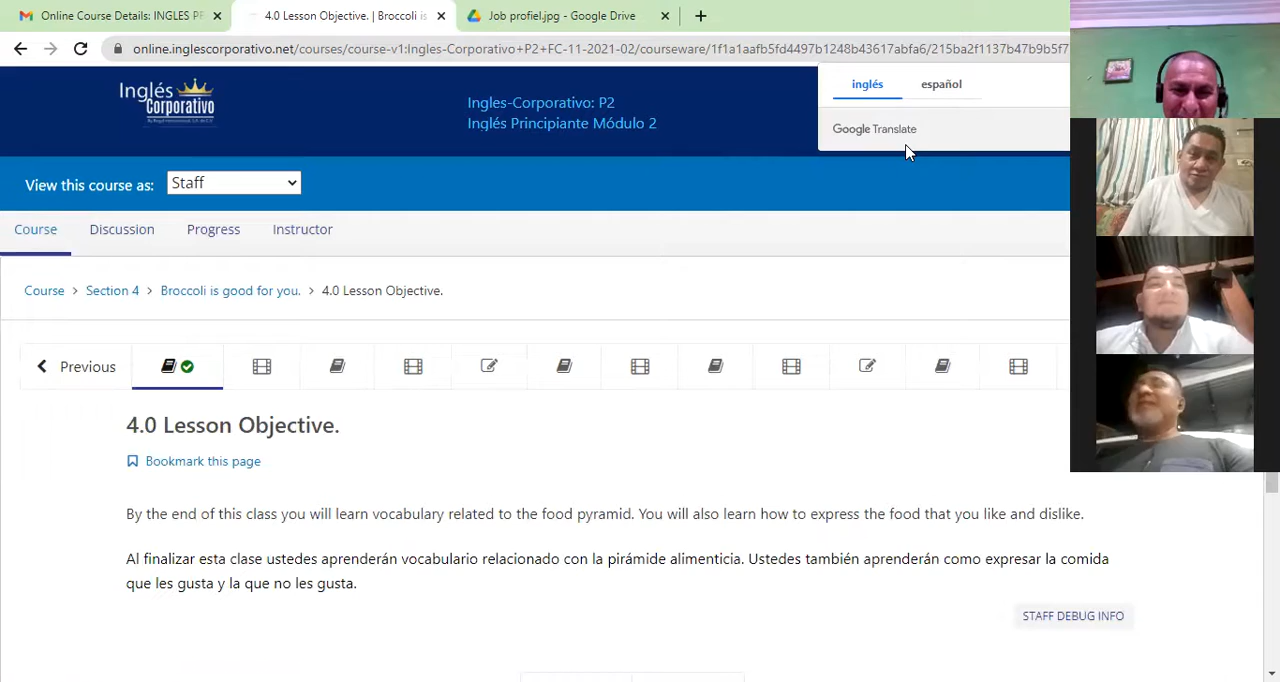 Online Course Details: INGLES PF
4.0 Lesson Objective. | Broccoli is
Job profiel.jpg - Google Drive
online.inglescorporativo.net/courses/course-v1:Ingles-Corporativo+P2+FC-11-2021-02/courseware/1f1a1aafb5fd4497b1248b43617abfa6/215ba2f1137b47b9b5f7
Inglés
Corporativo
Ingles-Corporativo: P2
Inglés Principiante Módulo 2
inglés español
Google Translate
View this course as: Staff
Course Discussion Progress Instructor
Course > Section 4 > Broccoli is good for you. > 4.0 Lesson Objective.
Previous
4.0 Lesson Objective.
Bookmark this page
By the end of this class you will learn vocabulary related to the food pyramid. You will also learn how to express the food that you like and dislike.
Al finalizar esta clase ustedes aprenderán vocabulario relacionado con la pirámide alimenticia. Ustedes también aprenderán como expresar la comida
que les gusta y la que no les gusta.
STAFF DEBUG INFO